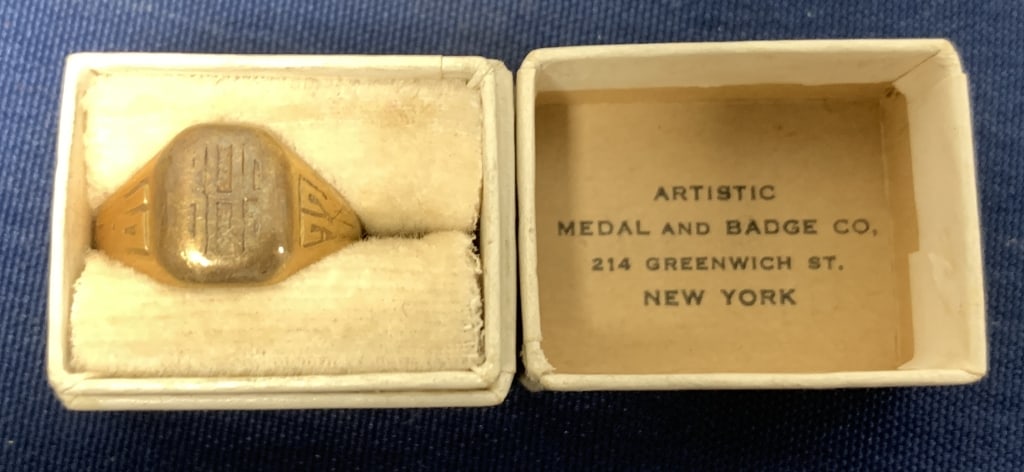 ARTISTIC
MEDAL AND BADGE CO,
214 GREENWICH ST.
NEW YORK